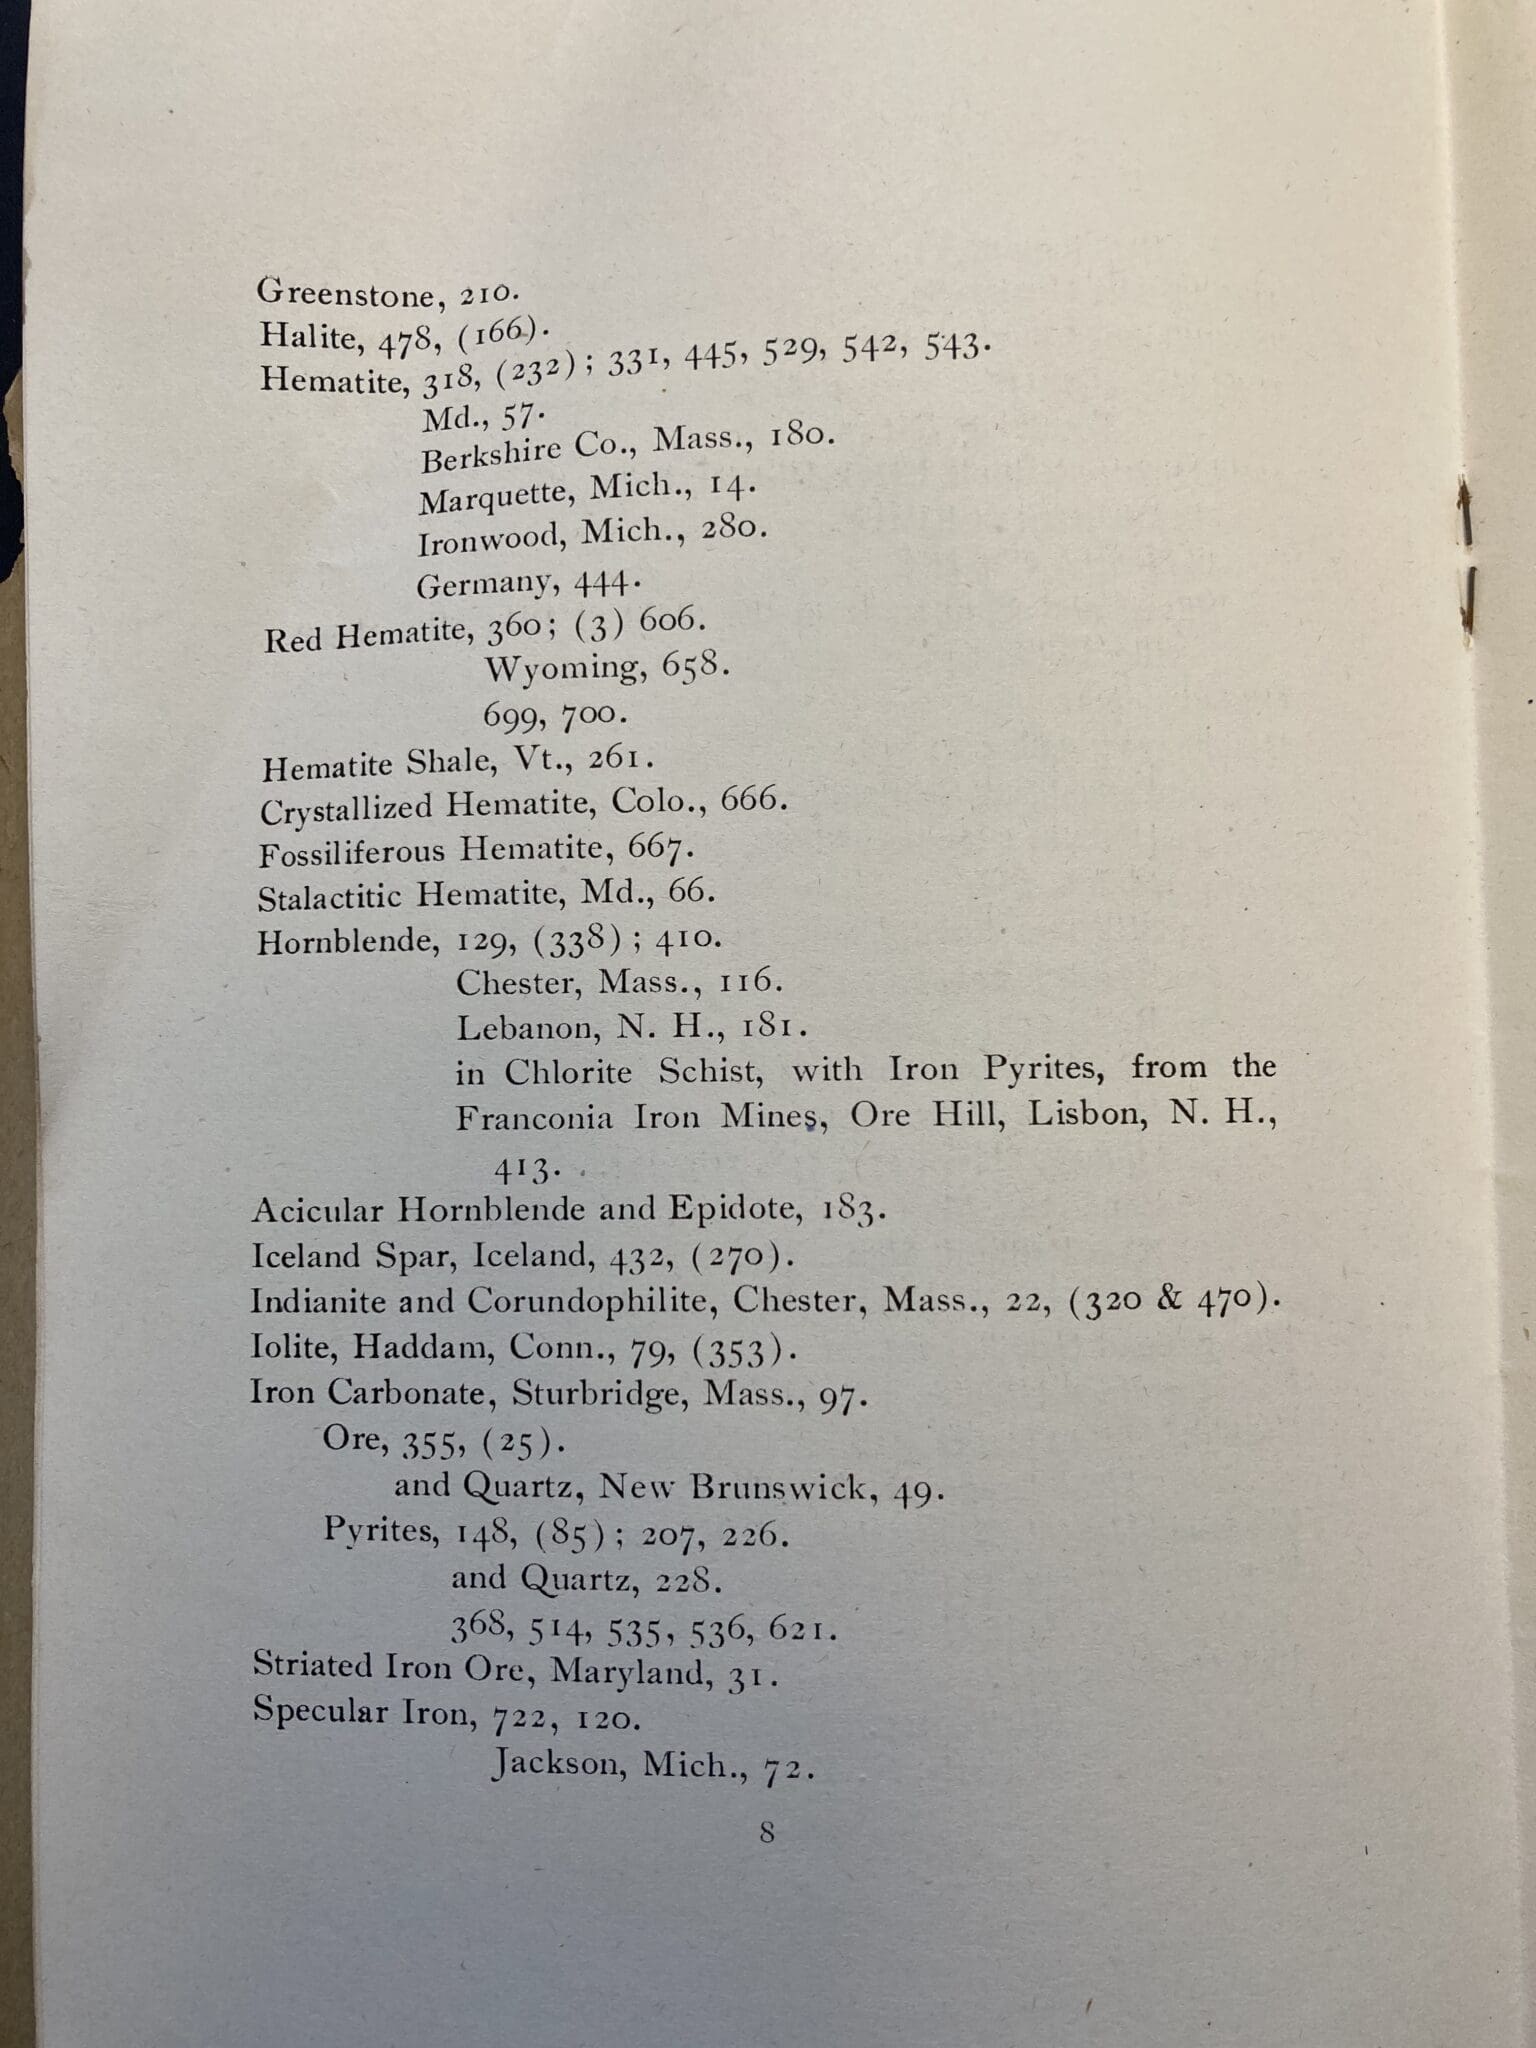 Greenstone, 210.
Halite, 478, (166).
Hematite, 318, (232); 331, 445, 529, 542, 543.
Md., 57.
Berkshire Co., Mass., 180.
Marquette, Mich., 14.
Ironwood, Mich., 280.
Germany, 444.
Red Hematite, 360; (3) 606.
Wyoming, 658.
699, 700.
Hematite Shale, Vt., 261.
Crystallized Hematite, Colo., 666.
Fossiliferous Hematite, 667.
Stalactitic Hematite, Md., 66.
Hornblende, 129, (338); 410.
Chester, Mass., 116.
Lebanon, N. H., 181.
in Chlorite Schist, with Iron Pyrites, from the
Franconia Iron Mines, Ore Hill, Lisbon, N. H.,
413.
Acicular Hornblende and Epidote, 183.
Iceland Spar, Iceland, 432, (270).
Indianite and Corundophilite, Chester, Mass., 22, (320 & 470).
Iolite, Haddam, Conn., 79, (353).
Iron Carbonate, Sturbridge, Mass., 97.
Ore, 355, (25).
and Quartz, New Brunswick, 49.
Pyrites, 148, (85); 207, 226.
and Quartz, 228.
368, 514, 535, 536, 621.
Striated Iron Ore, Maryland, 31.
Specular Iron, 722, 120.
Jackson, Mich., 72.
8